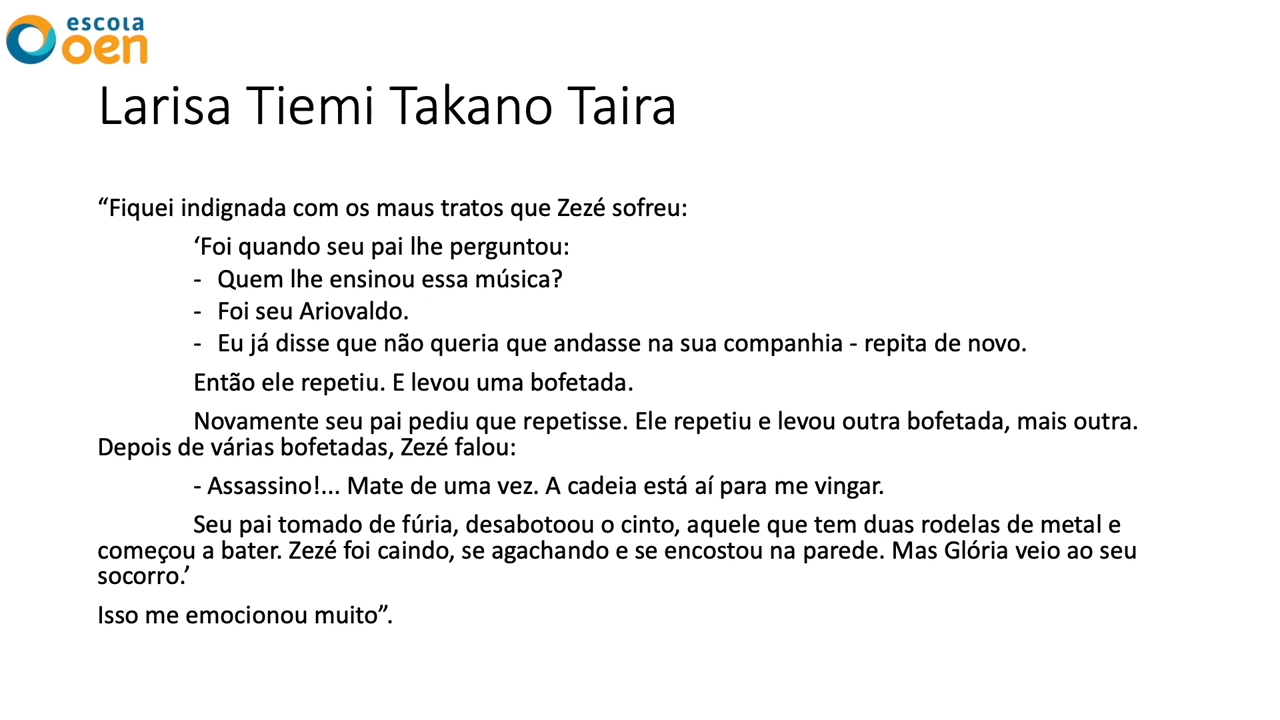 escola
oen
Larisa Tiemi Takano Taira
“Fiquei indignada com os maus tratos que Zezé sofreu:
‘Foi quando seu pai lhe perguntou:
- Quem lhe ensinou essa música?
- Foi seu Ariovaldo.
- Eu já disse que não queria que andasse na sua companhia - repita de novo.
Então ele repetiu. E levou uma bofetada.
Novamente seu pai pediu que repetisse. Ele repetiu e levou outra bofetada, mais outra.
Depois de várias bofetadas, Zezé falou:
- Assassino!... Mate de uma vez. A cadeia está aí para me vingar.
Seu pai tomado de fúria, desabotoou o cinto, aquele que tem duas rodelas de metal e
começou a bater. Zezé foi caindo, se agachando e se encostou na parede. Mas Glória veio ao seu
socorro.’
Isso me emocionou muito”.